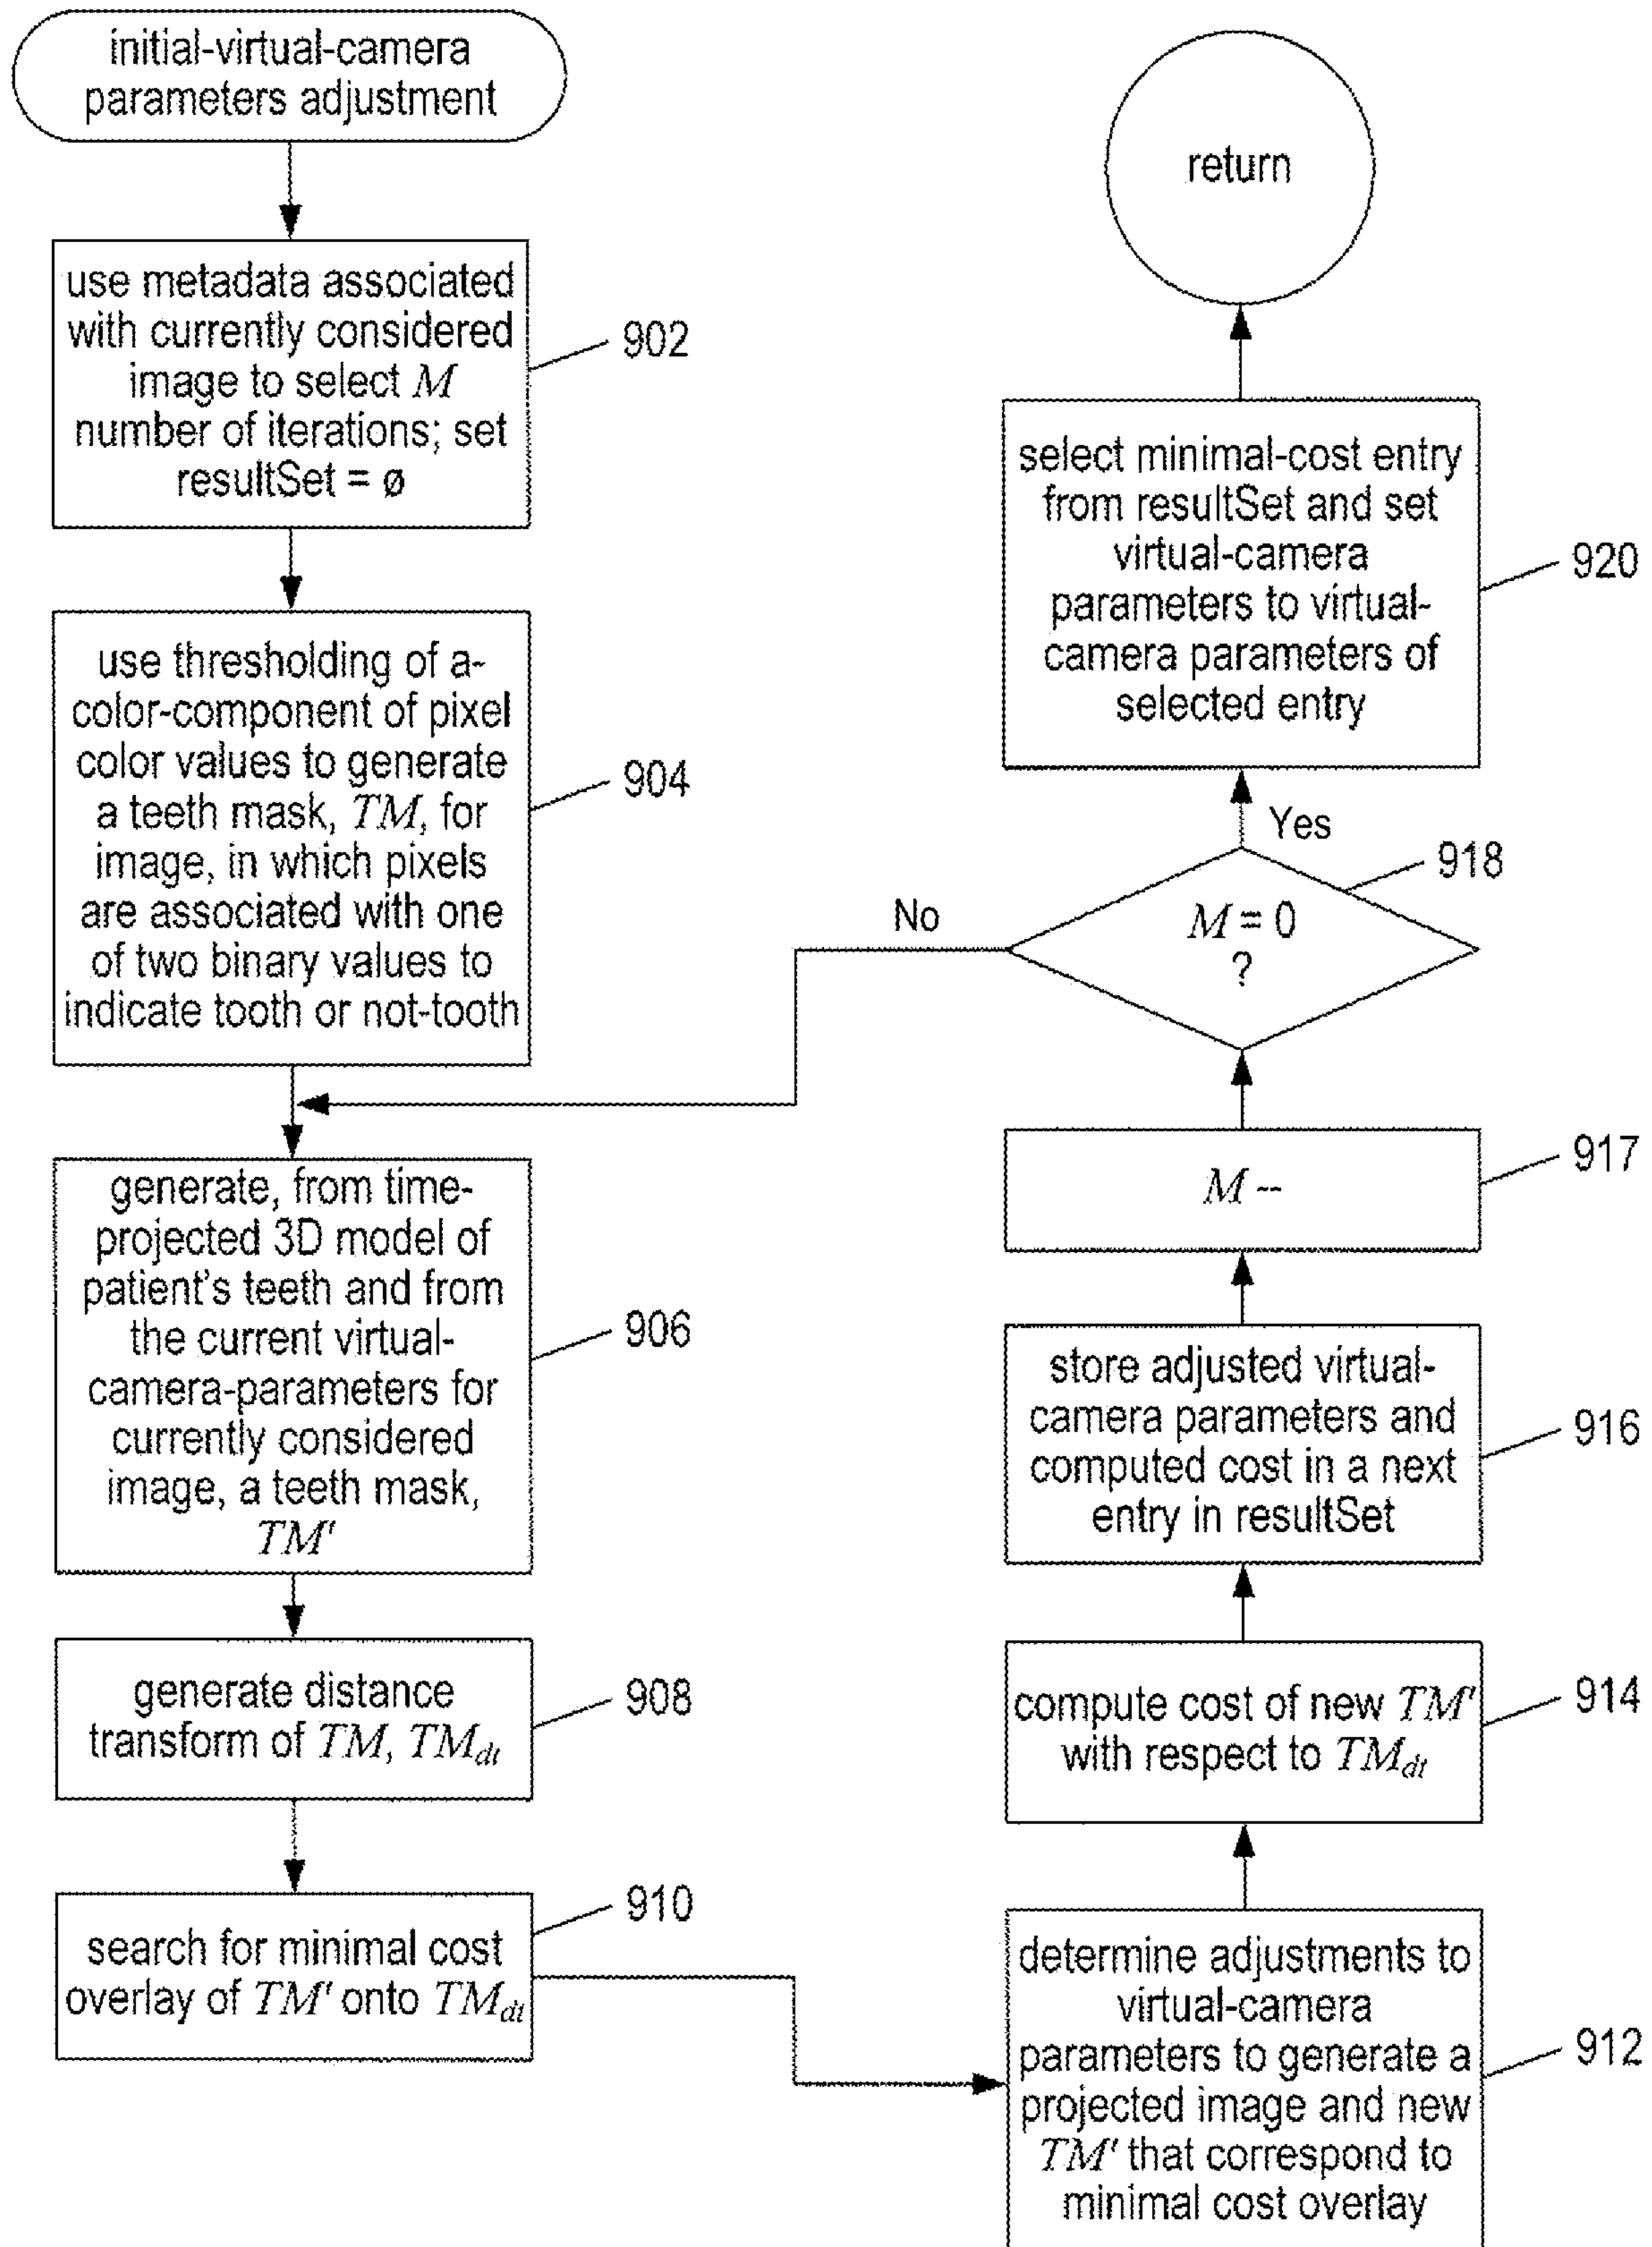 initial-virtual-camera
parameters adjustment
use metadata associated
with currently considered
image to select M
number of iterations; set
resultSet = ø
902
use thresholding of a-
color-component of pixel
color values to generate
a teeth mask, TM, for
image, in which pixels
are associated with one
of two binary values to
indicate tooth or not-tooth
904
generate, from time-
projected 3D model of
patient's teeth and from
the current virtual-
camera-parameters for
currently considered
image, a teeth mask,
TM'
906
generate distance
transform of TM, TMdt
908
search for minimal cost
overlay of TM' onto TMdt
910
determine adjustments to
virtual-camera
parameters to generate a
projected image and new
TM' that correspond to
minimal cost overlay
912
compute cost of new TM'
with respect to TMdt
914
store adjusted virtual-
camera parameters and
computed cost in a next
entry in resultSet
916
M --
917
M = 0
?
918
No
Yes
select minimal-cost entry
from resultSet and set
virtual-camera
parameters to virtual-
camera parameters of
selected entry
920
return